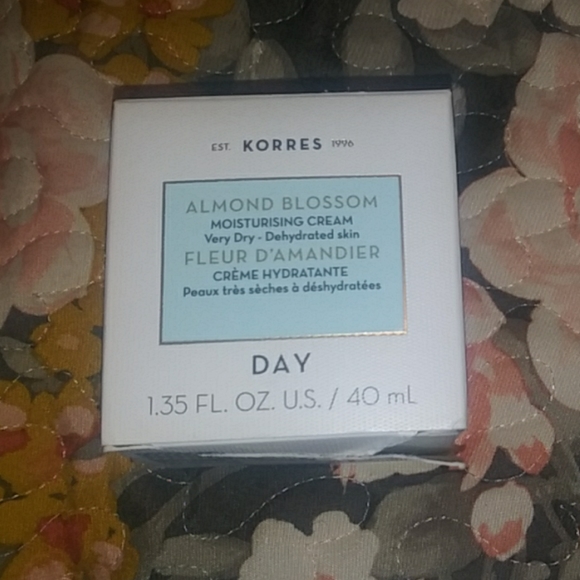 EST. KORRES 1996
ALMOND BLOSSOM
MOISTURISING CREAM
Very Dry - Dehydrated skin
FLEUR D'AMANDIER
CRÈME HYDRATANTE
Peaux très sèches à déshydratées
DAY
1.35 FL. OZ. U.S. / 40 mL